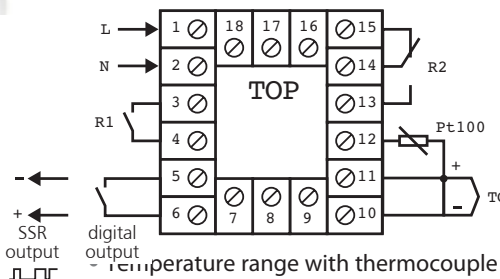 L 1 18 17 16 15
N 2 14 R2
TOP
R1 3 13
4 12 Pt100
- 5 11 +
+ 6 7 8 9 10 -
SSR output digital output
Temperature range with thermocouple